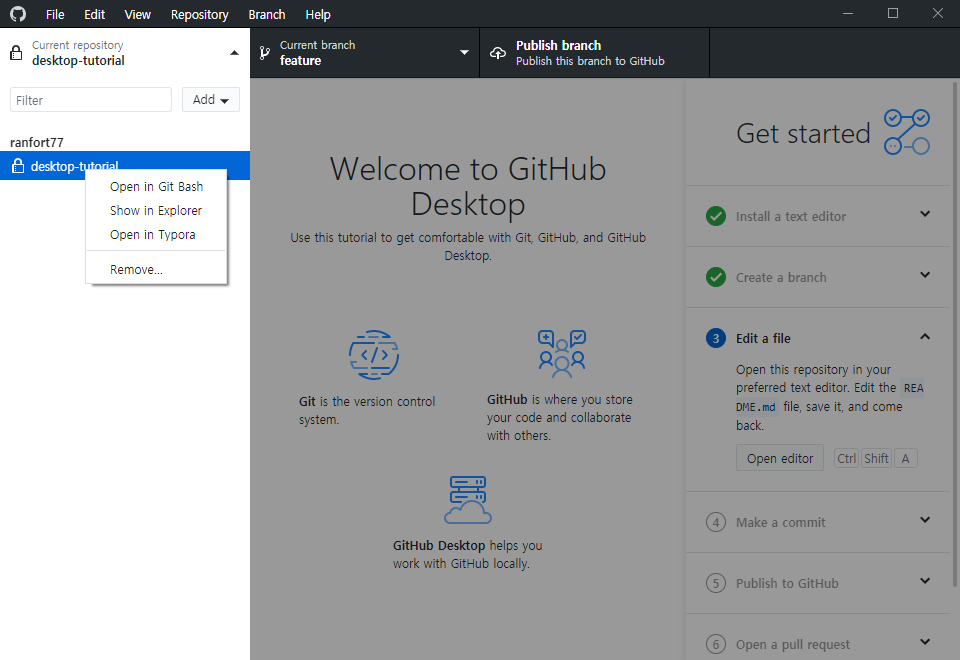 File Edit View Repository Branch Help
Current repository
desktop-tutorial
Current branch
feature
Publish branch
Publish this branch to GitHub
Filter
Add
ranfort77
desktop-tutorial
Open in Git Bash
Show in Explorer
Open in Typora
Remove...
Welcome to GitHub
Desktop
Use this tutorial to get comfortable with Git, GitHub, and GitHub
Desktop.
Git is the version control
system.
GitHub is where you store
your code and collaborate
with others.
GitHub Desktop helps you
work with GitHub locally.
Get started
Install a text editor
Create a branch
3 Edit a file
Open this repository in your
preferred text editor. Edit the REA
DME.md file, save it, and come
back.
Open editor Ctrl Shift A
4 Make a commit
5 Publish to GitHub
6 Open a pull request